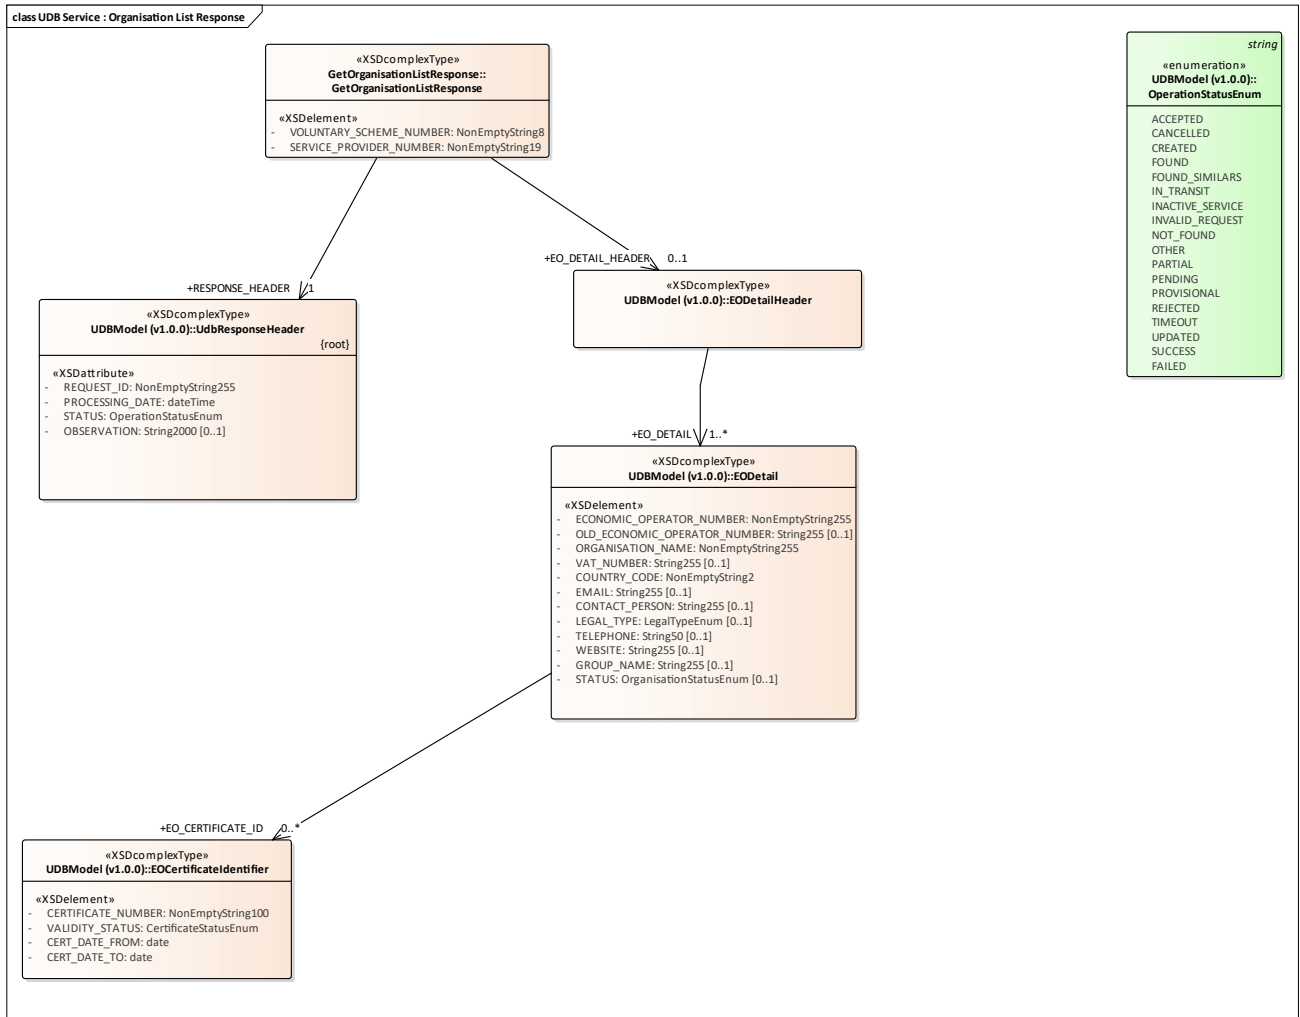 class UDB Service : Organisation List Response
«XSDcomplexType»
GetOrganisationListResponse::
GetOrganisationListResponse
«XSDelement»
- VOLUNTARY_SCHEME_NUMBER: NonEmptyString8
- SERVICE_PROVIDER_NUMBER: NonEmptyString19
string
«enumeration»
UDBModel (v1.0.0)::
OperationStatusEnum
ACCEPTED
CANCELLED
CREATED
FOUND
FOUND_SIMILARS
IN_TRANSIT
INACTIVE_SERVICE
INVALID_REQUEST
NOT_FOUND
OTHER
PARTIAL
PENDING
PROVISIONAL
REJECTED
TIMEOUT
UPDATED
SUCCESS
FAILED
+EO_DETAIL_HEADER 0..1
«XSDcomplexType»
UDBModel (v1.0.0)::EODetailHeader
+RESPONSE_HEADER 1
«XSDcomplexType»
UDBModel (v1.0.0)::UdbResponseHeader
{root}
«XSDattribute»
- REQUEST_ID: NonEmptyString255
- PROCESSING_DATE: dateTime
- STATUS: OperationStatusEnum
- OBSERVATION: String2000 [0..1]
+EO_DETAIL 1..*
«XSDcomplexType»
UDBModel (v1.0.0)::EODetail
«XSDelement»
- ECONOMIC_OPERATOR_NUMBER: NonEmptyString255
- OLD_ECONOMIC_OPERATOR_NUMBER: String255 [0..1]
- ORGANISATION_NAME: NonEmptyString255
- VAT_NUMBER: String255 [0..1]
- COUNTRY_CODE: NonEmptyString2
- EMAIL: String255 [0..1]
- CONTACT_PERSON: String255 [0..1]
- LEGAL_TYPE: LegalTypeEnum [0..1]
- TELEPHONE: String50 [0..1]
- WEBSITE: String255 [0..1]
- GROUP_NAME: String255 [0..1]
- STATUS: OrganisationStatusEnum [0..1]
+EO_CERTIFICATE_ID 0..*
«XSDcomplexType»
UDBModel (v1.0.0)::EOCertificateIdentifier
«XSDelement»
- CERTIFICATE_NUMBER: NonEmptyString100
- VALIDITY_STATUS: CertificateStatusEnum
- CERT_DATE_FROM: date
- CERT_DATE_TO: date